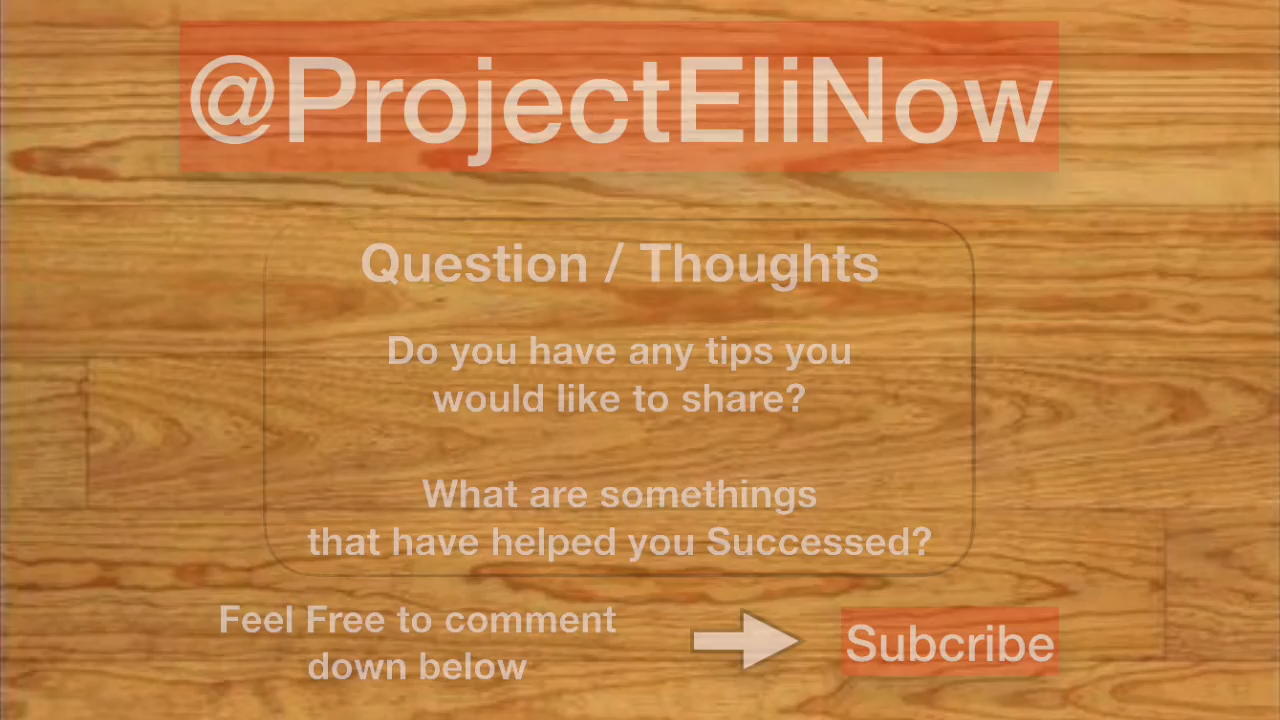 @ProjectEliNow
Question / Thoughts
Do you have any tips you
would like to share?
What are somethings
that have helped you Successed?
Feel Free to comment
down below
Subcribe